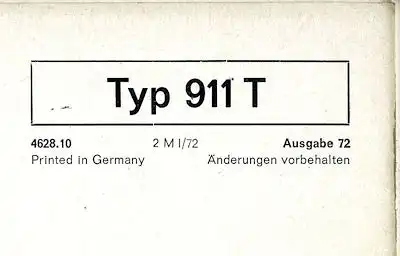 Typ 911 T
4628.10 2 M I/72 Ausgabe 72
Printed in Germany Änderungen vorbehalten